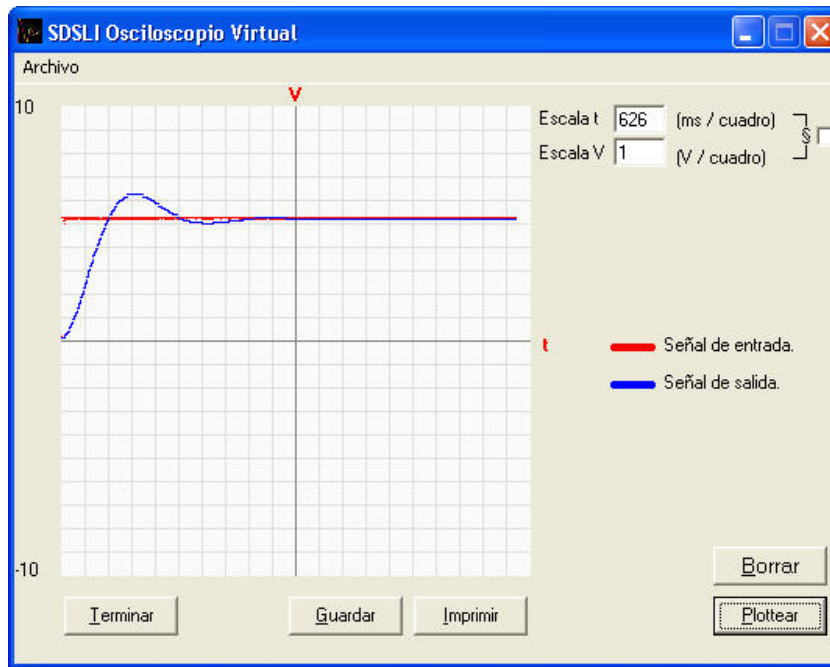 SDSLI Osciloscopio Virtual
Archivo
V
10
Escala t 626 (ms / cuadro)
Escala V 1 (V / cuadro)
§
t
Señal de entrada.
Señal de salida.
-10
Borrar
Terminar Guardar Imprimir Plottear